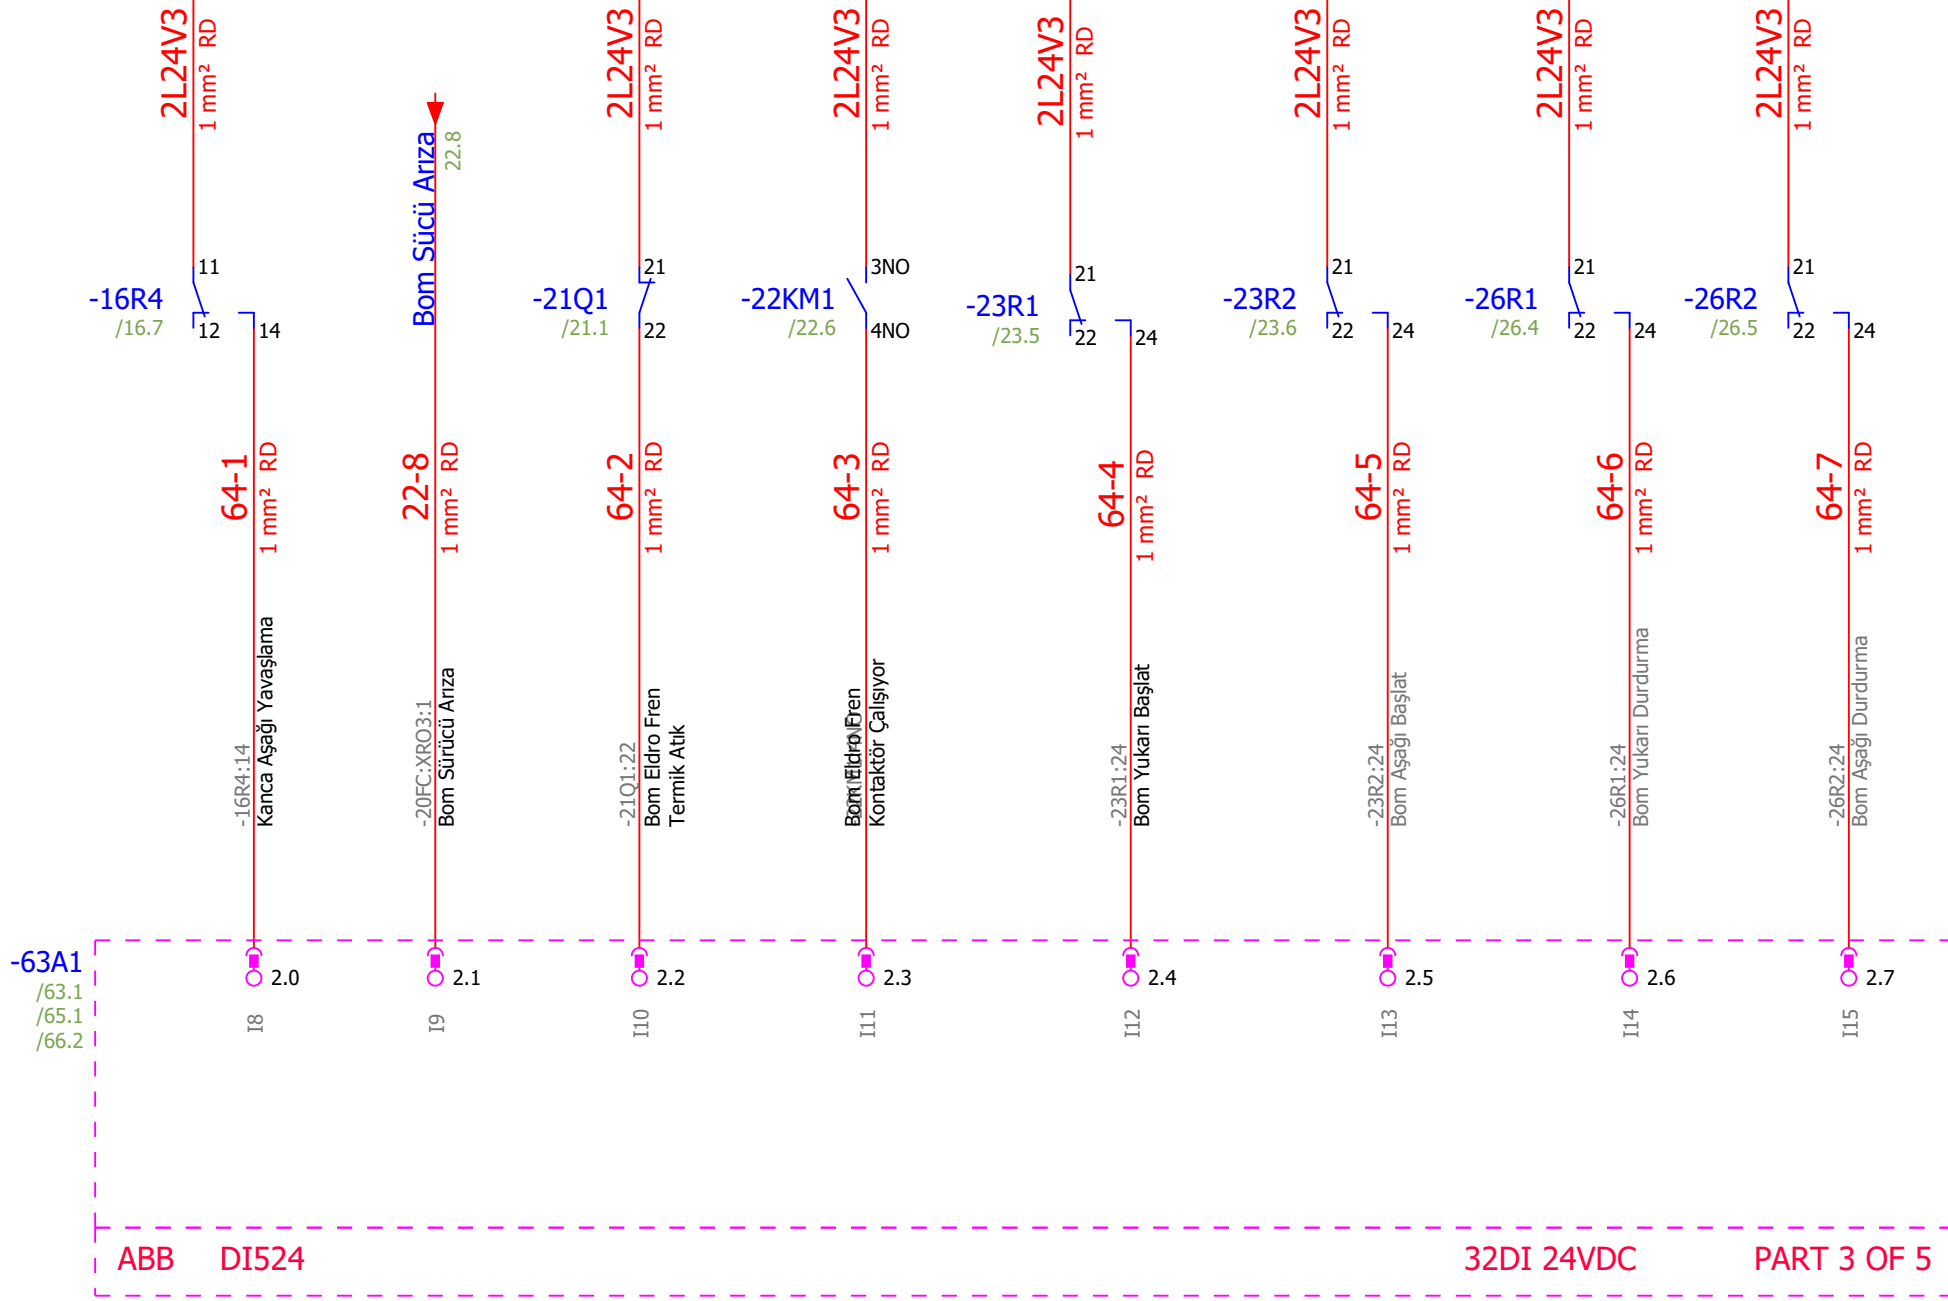 2L24V3
1 mm² RD
22.8
Bom Sücü Arıza
2L24V3
1 mm² RD
2L24V3
1 mm² RD
2L24V3
1 mm² RD
2L24V3
1 mm² RD
2L24V3
1 mm² RD
2L24V3
1 mm² RD
-16R4
/16.7
11
12
14
-21Q1
/21.1
21
22
-22KM1
/22.6
3NO
4NO
-23R1
/23.5
21
22
24
-23R2
/23.6
21
22
24
-26R1
/26.4
21
22
24
-26R2
/26.5
21
22
24
64-1
1 mm² RD
22-8
1 mm² RD
64-2
1 mm² RD
64-3
1 mm² RD
64-4
1 mm² RD
64-5
1 mm² RD
64-6
1 mm² RD
64-7
1 mm² RD
-16R4:14
Kanca Aşağı Yavaşlama
-20FC:XRO3:1
Bom Sürücü Arıza
-21Q1:22
Bom Eldro Fren
Termik Atık
Bom Eldro Fren
Kontaktör Çalışıyor
-23R1:24
Bom Yukarı Başlat
-23R2:24
Bom Aşağı Başlat
-26R1:24
Bom Yukarı Durdurma
-26R2:24
Bom Aşağı Durdurma
-63A1
/63.1
/65.1
/66.2
2.0
2.1
2.2
2.3
2.4
2.5
2.6
2.7
I8
I9
I10
I11
I12
I13
I14
I15
ABB DI524
32DI 24VDC
PART 3 OF 5